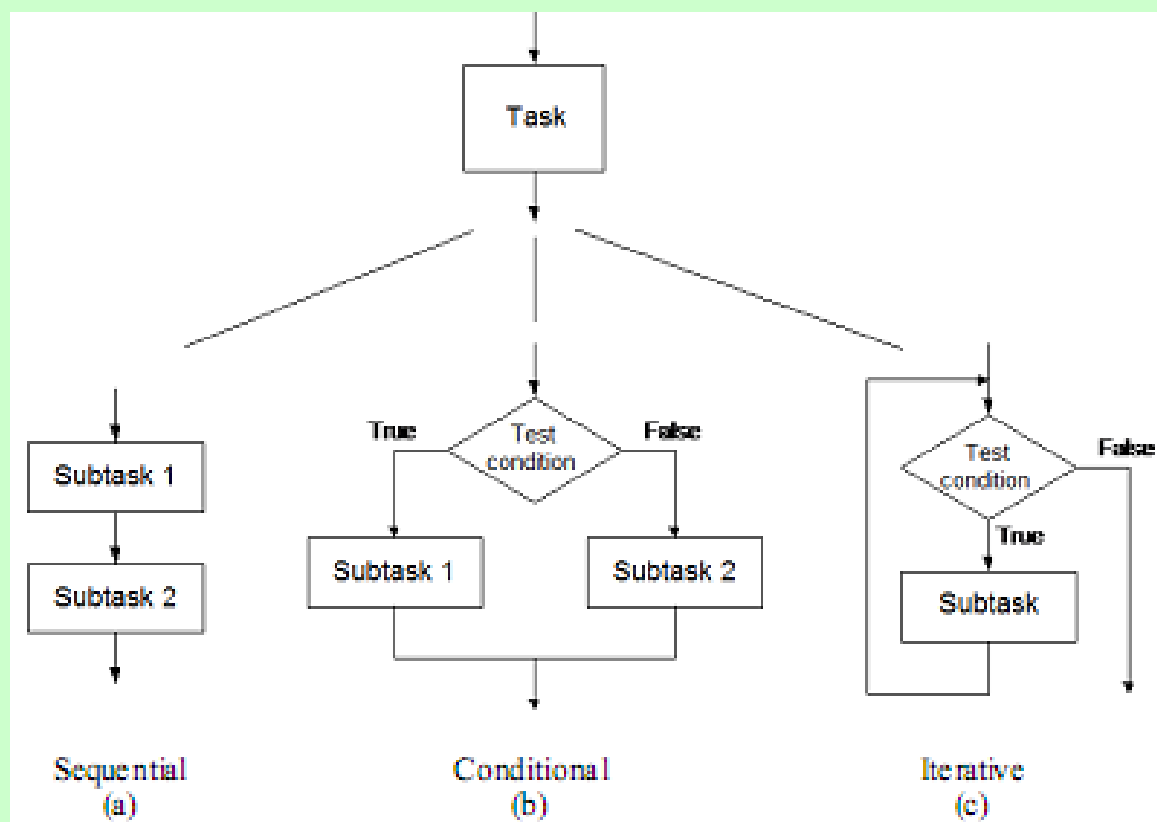 Task
Subtask 1
Subtask 2
Sequential
(a)
True
Test
condition
False
Subtask 1
Subtask 2
Conditional
(b)
Test
condition
False
True
Subtask
Iterative
(c)